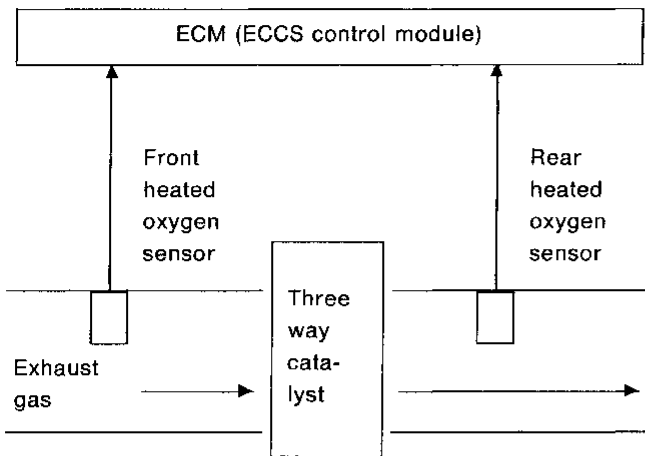 ECM (ECCS control module)
Front
heated
oxygen
sensor
Rear
heated
oxygen
sensor
Three
way
cata-
lyst
Exhaust
gas